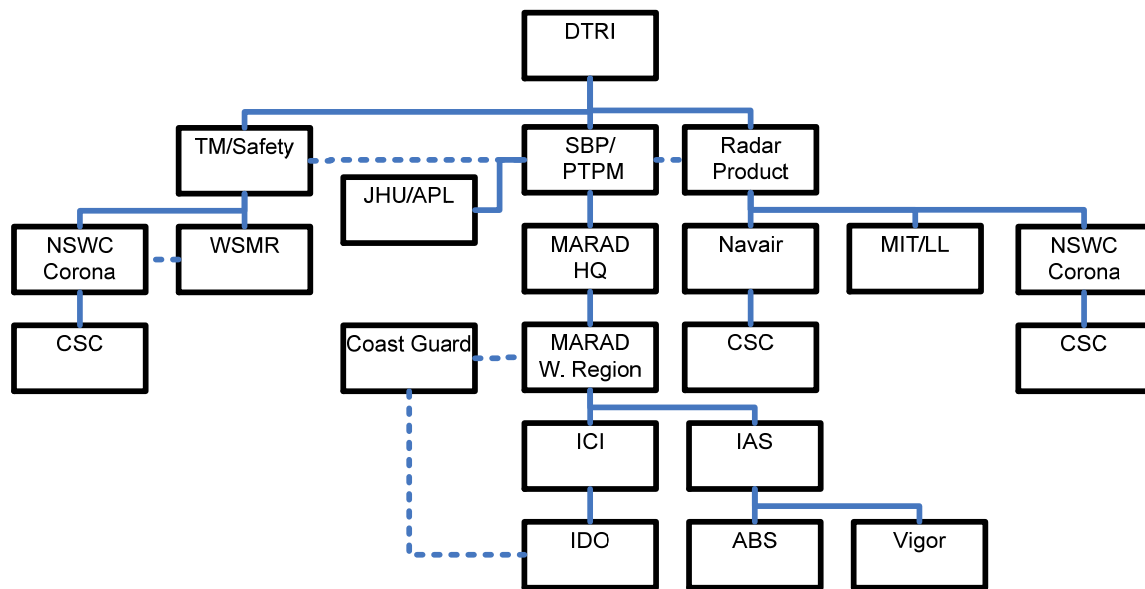 DTRI
TM/Safety
SBP/
PTPM
Radar
Product
JHU/APL
NSWC
Corona
WSMR
MARAD
HQ
Navair
MIT/LL
NSWC
Corona
CSC
Coast Guard
MARAD
W. Region
CSC
CSC
ICI
IAS
IDO
ABS
Vigor